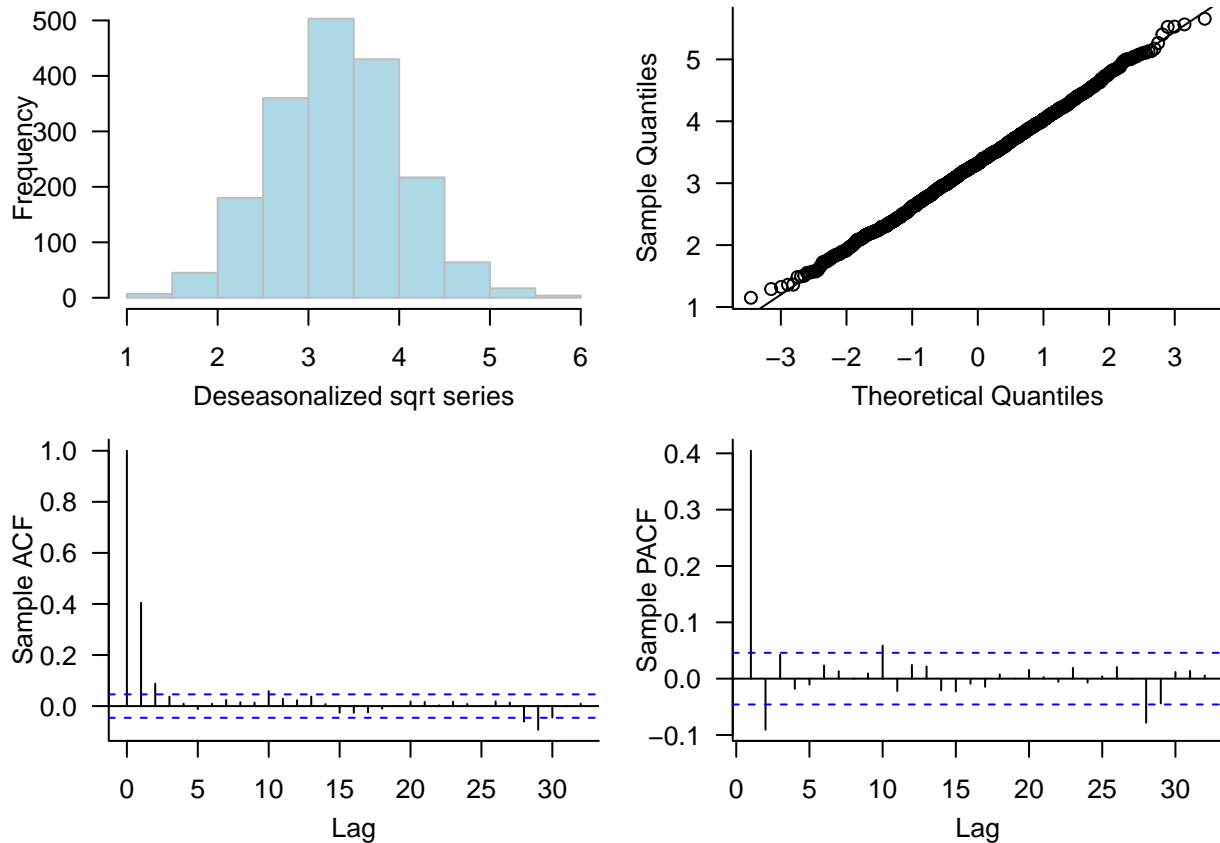 Frequency
500
400
300
200
100
0
1 2 3 4 5 6
Deseasonalized sqrt series
Sample Quantiles
5
4
3
2
1
−3 −2 −1 0 1 2 3
Theoretical Quantiles
Sample ACF
1.0
0.8
0.6
0.4
0.2
0.0
0 5 10 15 20 25 30
Lag
Sample PACF
0.4
0.3
0.2
0.1
0.0
−0.1
0 5 10 15 20 25 30
Lag